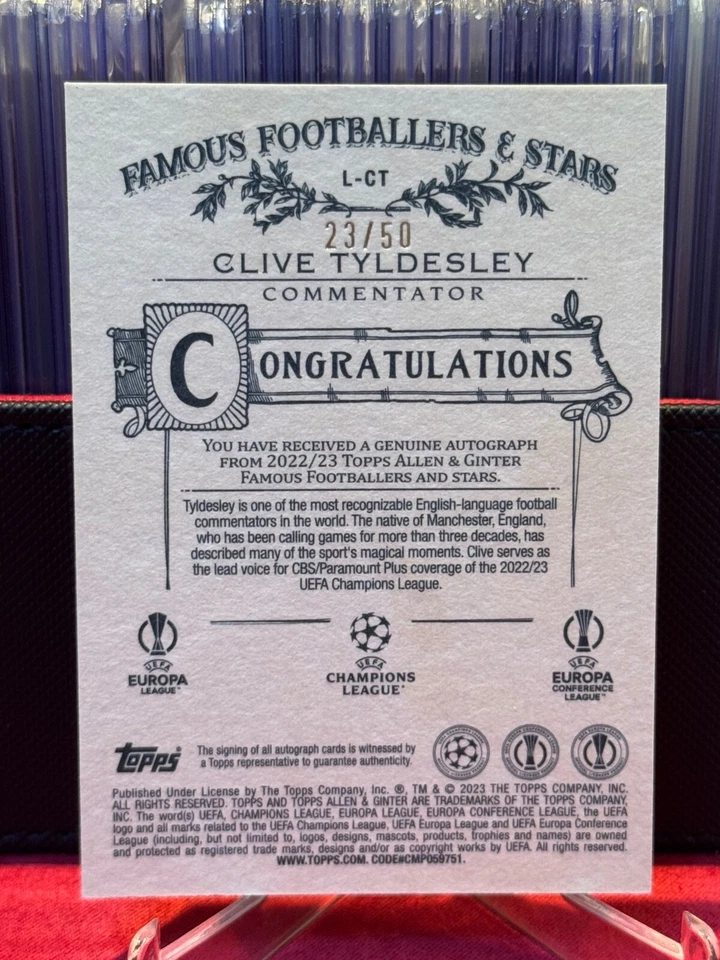 FAMOUS FOOTBALLERS & STARS
L-CT
23/50
CLIVE TYLDESLEY
COMMENTATOR
CONGRATULATIONS
YOU HAVE RECEIVED A GENUINE AUTOGRAPH
FROM 2022/23 TOPPS ALLEN & GINTER
FAMOUS FOOTBALLERS AND STARS.
Tyldesley is one of the most recognizable English-language football
commentators in the world. The native of Manchester, England,
who has been calling games for more than three decades, has
described many of the sport's magical moments. Clive serves as
the lead voice for CBS/Paramount Plus coverage of the 2022/23
UEFA Champions League.
UEFA
EUROPA
LEAGUE™
UEFA
CHAMPIONS
LEAGUE®
UEFA
EUROPA
CONFERENCE
LEAGUE™
Topps®
The signing of all autograph cards is witnessed by
a Topps representative to guarantee authenticity.
Published Under License by The Topps Company, Inc. ®, TM & © 2023 THE TOPPS COMPANY, INC.
ALL RIGHTS RESERVED. TOPPS AND TOPPS ALLEN & GINTER ARE TRADEMARKS OF THE TOPPS COMPANY,
INC. The word(s) UEFA, CHAMPIONS LEAGUE, EUROPA LEAGUE, EUROPA CONFERENCE LEAGUE, the UEFA
logo and all marks related to the UEFA Champions League, UEFA Europa League and UEFA Europa Conference
League (including, but not limited to, logos, designs, mascots, products, trophies and names) are owned
and protected as registered trade marks, designs and/or as copyright works by UEFA. All rights reserved.
WWW.TOPPS.COM. CODE#CMP059751.